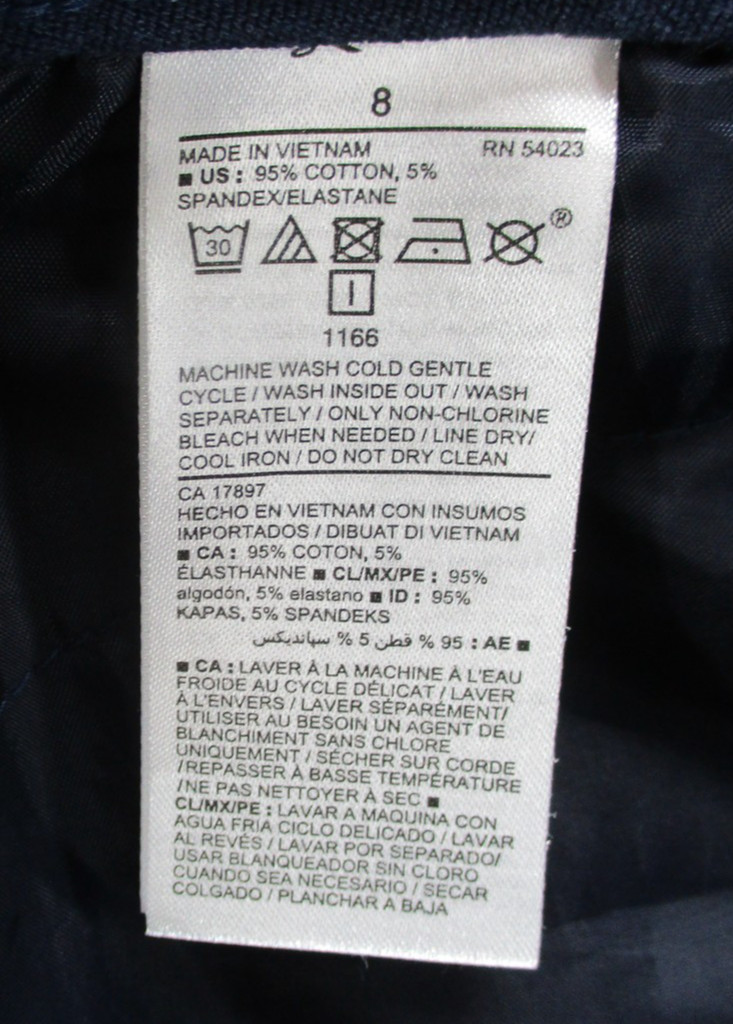 8
MADE IN VIETNAM RN 54023
■ US : 95% COTTON, 5%
SPANDEX/ELASTANE
30 ®
1166
MACHINE WASH COLD GENTLE
CYCLE / WASH INSIDE OUT / WASH
SEPARATELY / ONLY NON-CHLORINE
BLEACH WHEN NEEDED / LINE DRY/
COOL IRON / DO NOT DRY CLEAN
CA 17897
HECHO EN VIETNAM CON INSUMOS
IMPORTADOS / DIBUAT DI VIETNAM
■ CA : 95% COTON, 5%
ÉLASTHANNE ■ CL/MX/PE : 95%
algodón, 5% elastano ■ ID : 95%
KAPAS, 5% SPANDEKS
■ AE : 95 % قطن 5 % سپانديكس
■ CA : LAVER À LA MACHINE À L'EAU
FROIDE AU CYCLE DÉLICAT / LAVER
À L'ENVERS / LAVER SÉPARÉMENT/
UTILISER AU BESOIN UN AGENT DE
BLANCHIMENT SANS CHLORE
UNIQUEMENT / SÉCHER SUR CORDE
/REPASSER À BASSE TEMPÉRATURE
/NE PAS NETTOYER À SEC ■
CL/MX/PE : LAVAR A MAQUINA CON
AGUA FRIA CICLO DELICADO / LAVAR
AL REVÉS / LAVAR POR SEPARADO/
USAR BLANQUEADOR SIN CLORO
CUANDO SEA NECESARIO / SECAR
COLGADO / PLANCHAR A BAJA